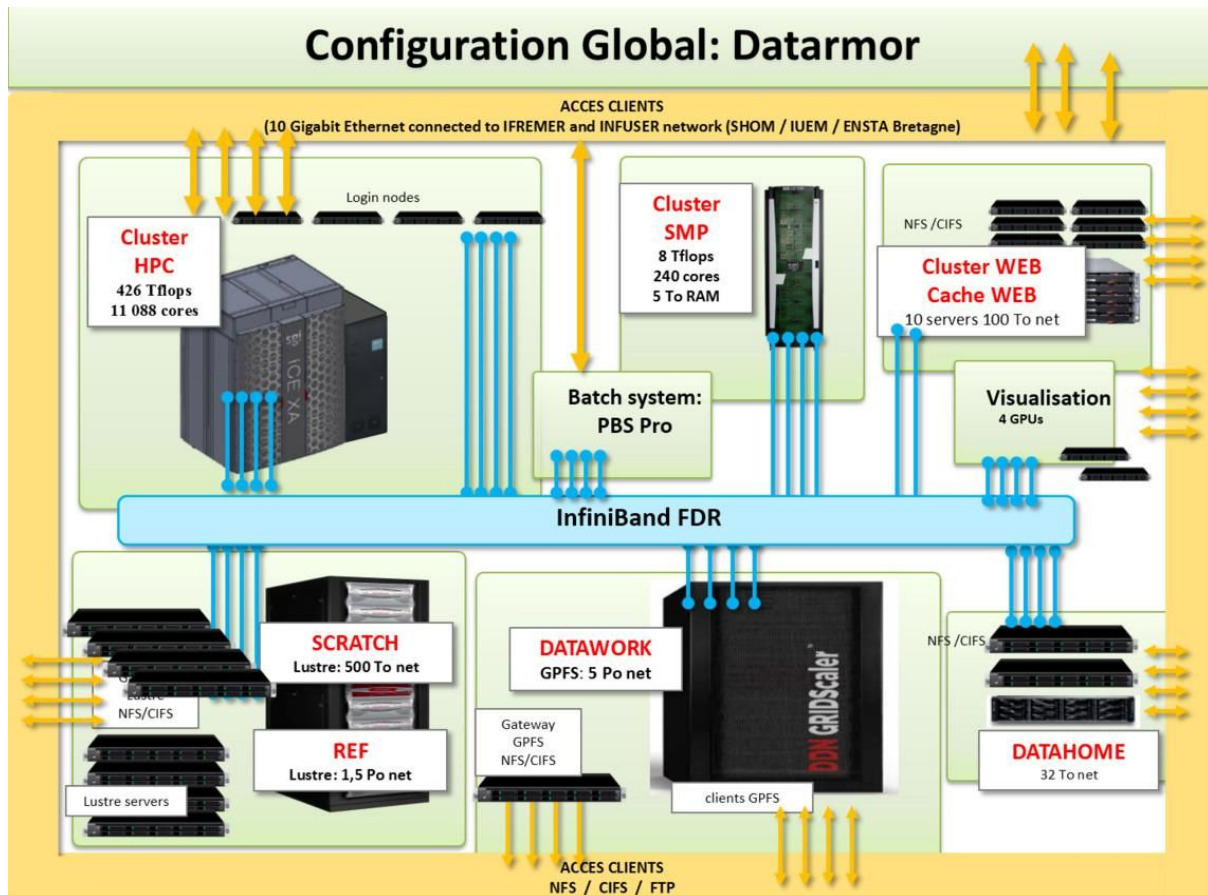 Configuration Global: Datarmor
ACCES CLIENTS
(10 Gigabit Ethernet connected to IFREMER and INFUSER network (SHOM / IUEM / ENSTA Bretagne)
Login nodes
Cluster
HPC
426 Tflops
11 088 cores
ICE XA
Cluster
SMP
8 Tflops
240 cores
5 To RAM
NFS /CIFS
Cluster WEB
Cache WEB
10 servers 100 To net
Batch system:
PBS Pro
Visualisation
4 GPUs
InfiniBand FDR
SCRATCH
Lustre: 500 To net
Lustre
NFS/CIFS
REF
Lustre: 1,5 Po net
Lustre servers
DATAWORK
GPFS: 5 Po net
Gateway
GPFS
NFS/CIFS
DDN GRIDScaler
clients GPFS
NFS /CIFS
DATAHOME
32 To net
ACCES CLIENTS
NFS / CIFS / FTP